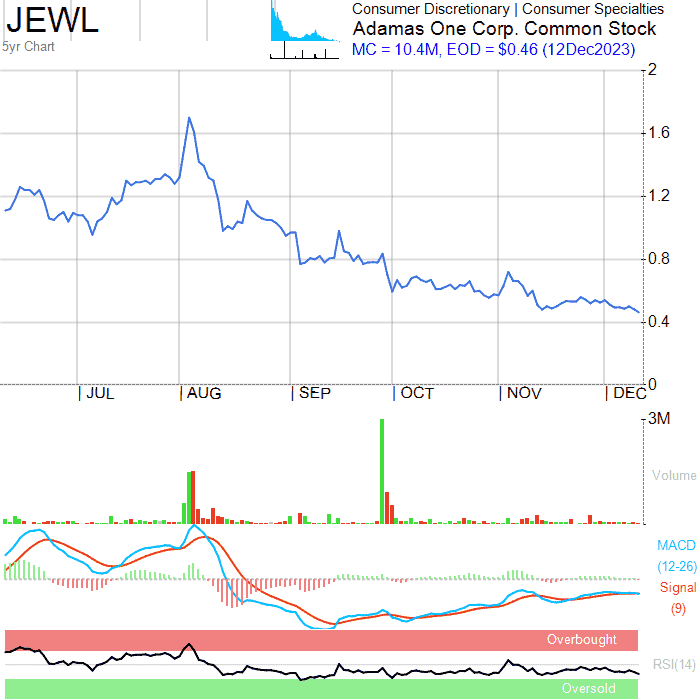 JEWL
5yr Chart
Consumer Discretionary | Consumer Specialties
Adamas One Corp. Common Stock
MC = 10.4M, EOD = $0.46 (12Dec2023)
2
1.6
1.2
0.8
0.4
0
| JUL | AUG | SEP | OCT | NOV | DEC
3M
Volume
MACD
(12-26)
Signal
(9)
Overbought
RSI(14)
Oversold